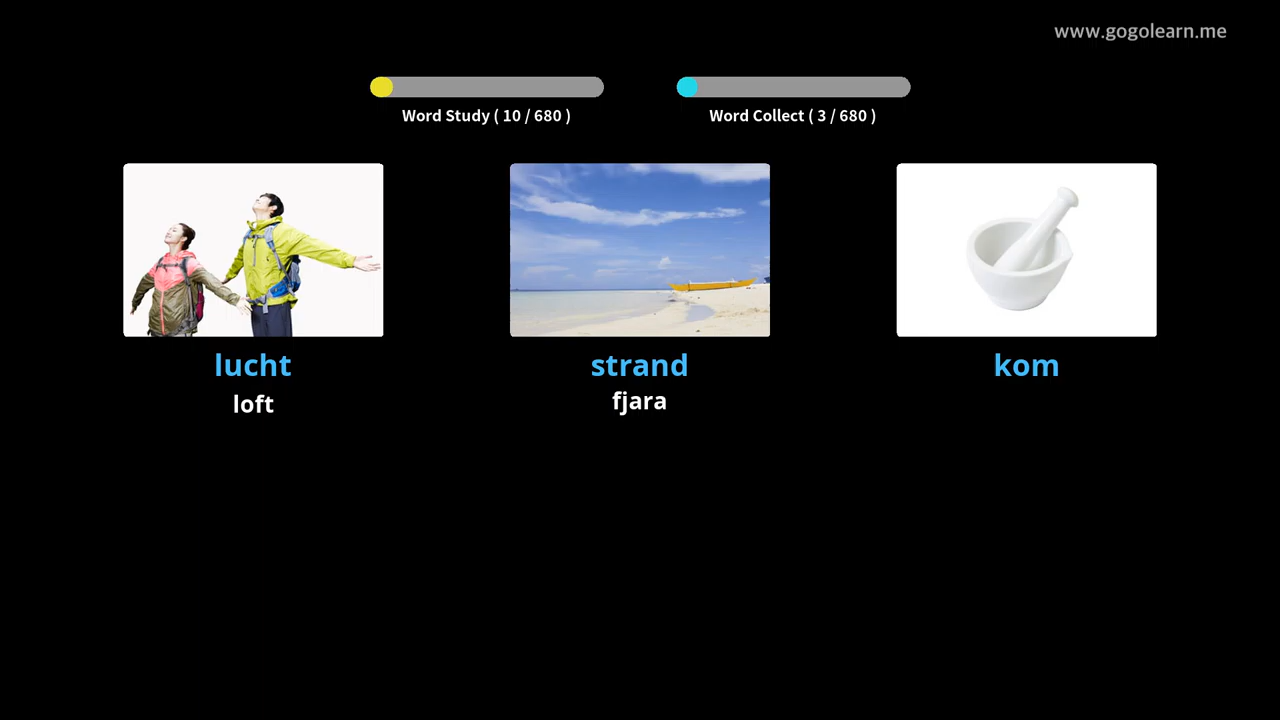 www.gogolearn.me
Word Study ( 10 / 680 )
Word Collect ( 3 / 680 )
lucht
strand
kom
loft
fjara